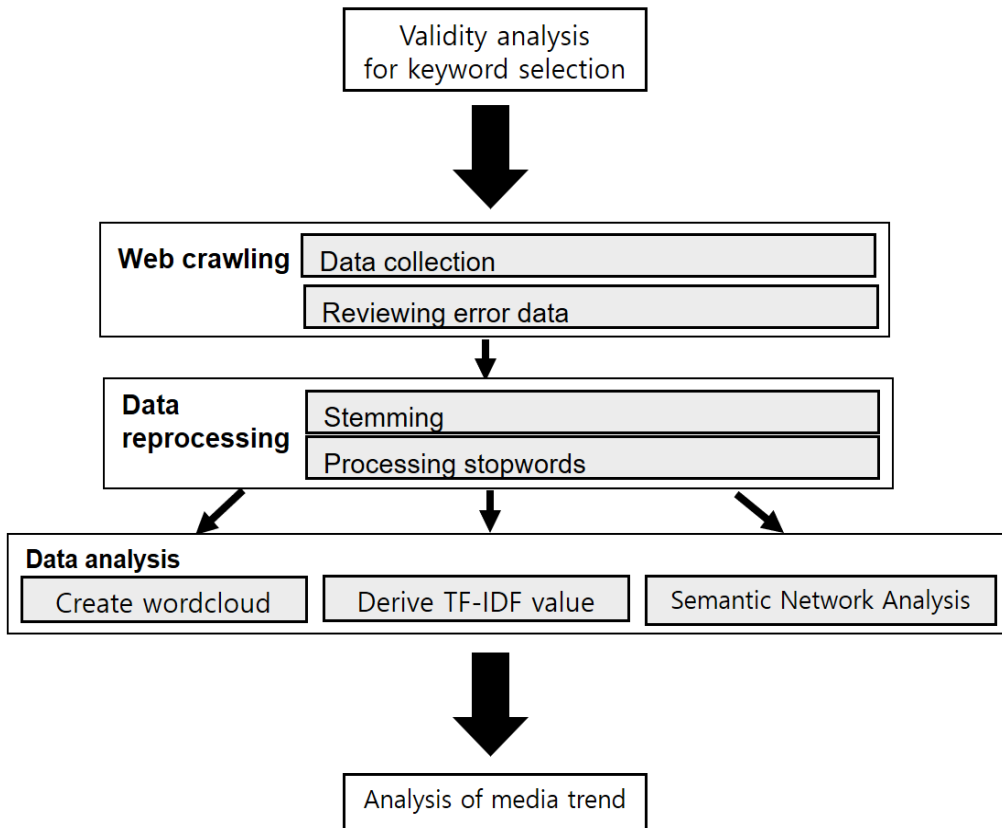 Validity analysis
for keyword selection
Web crawling
Data collection
Reviewing error data
Data
reprocessing
Stemming
Processing stopwords
Data analysis
Create wordcloud
Derive TF-IDF value
Semantic Network Analysis
Analysis of media trend